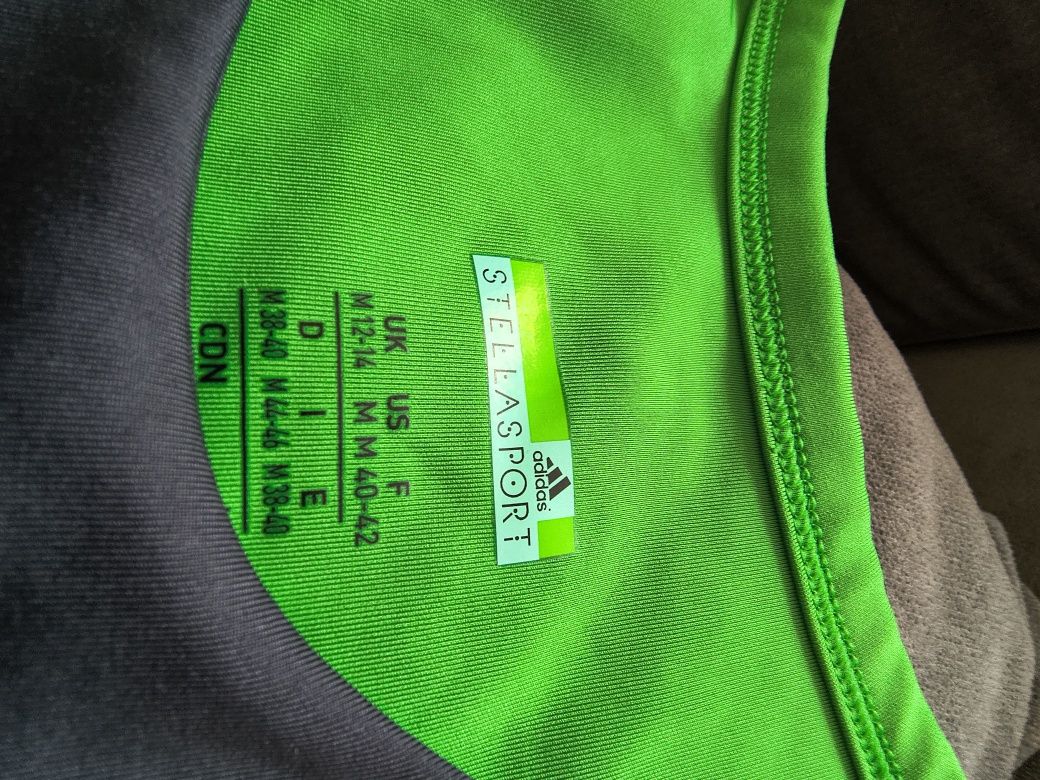 adidas
STELLASPORT
UK US F
M 12-14 M M 40-42
D I E
M 38-40 M 44-46 M 38-40
CDN